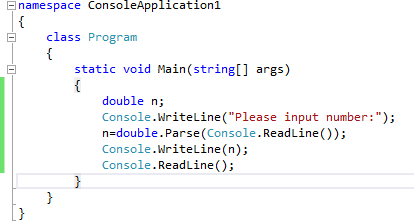 namespace ConsoleApplication1
{
    class Program
    {
        static void Main(string[] args)
        {
            double n;
            Console.WriteLine("Please input number:");
            n=double.Parse(Console.ReadLine());
            Console.WriteLine(n);
            Console.ReadLine();
        }
    }
}